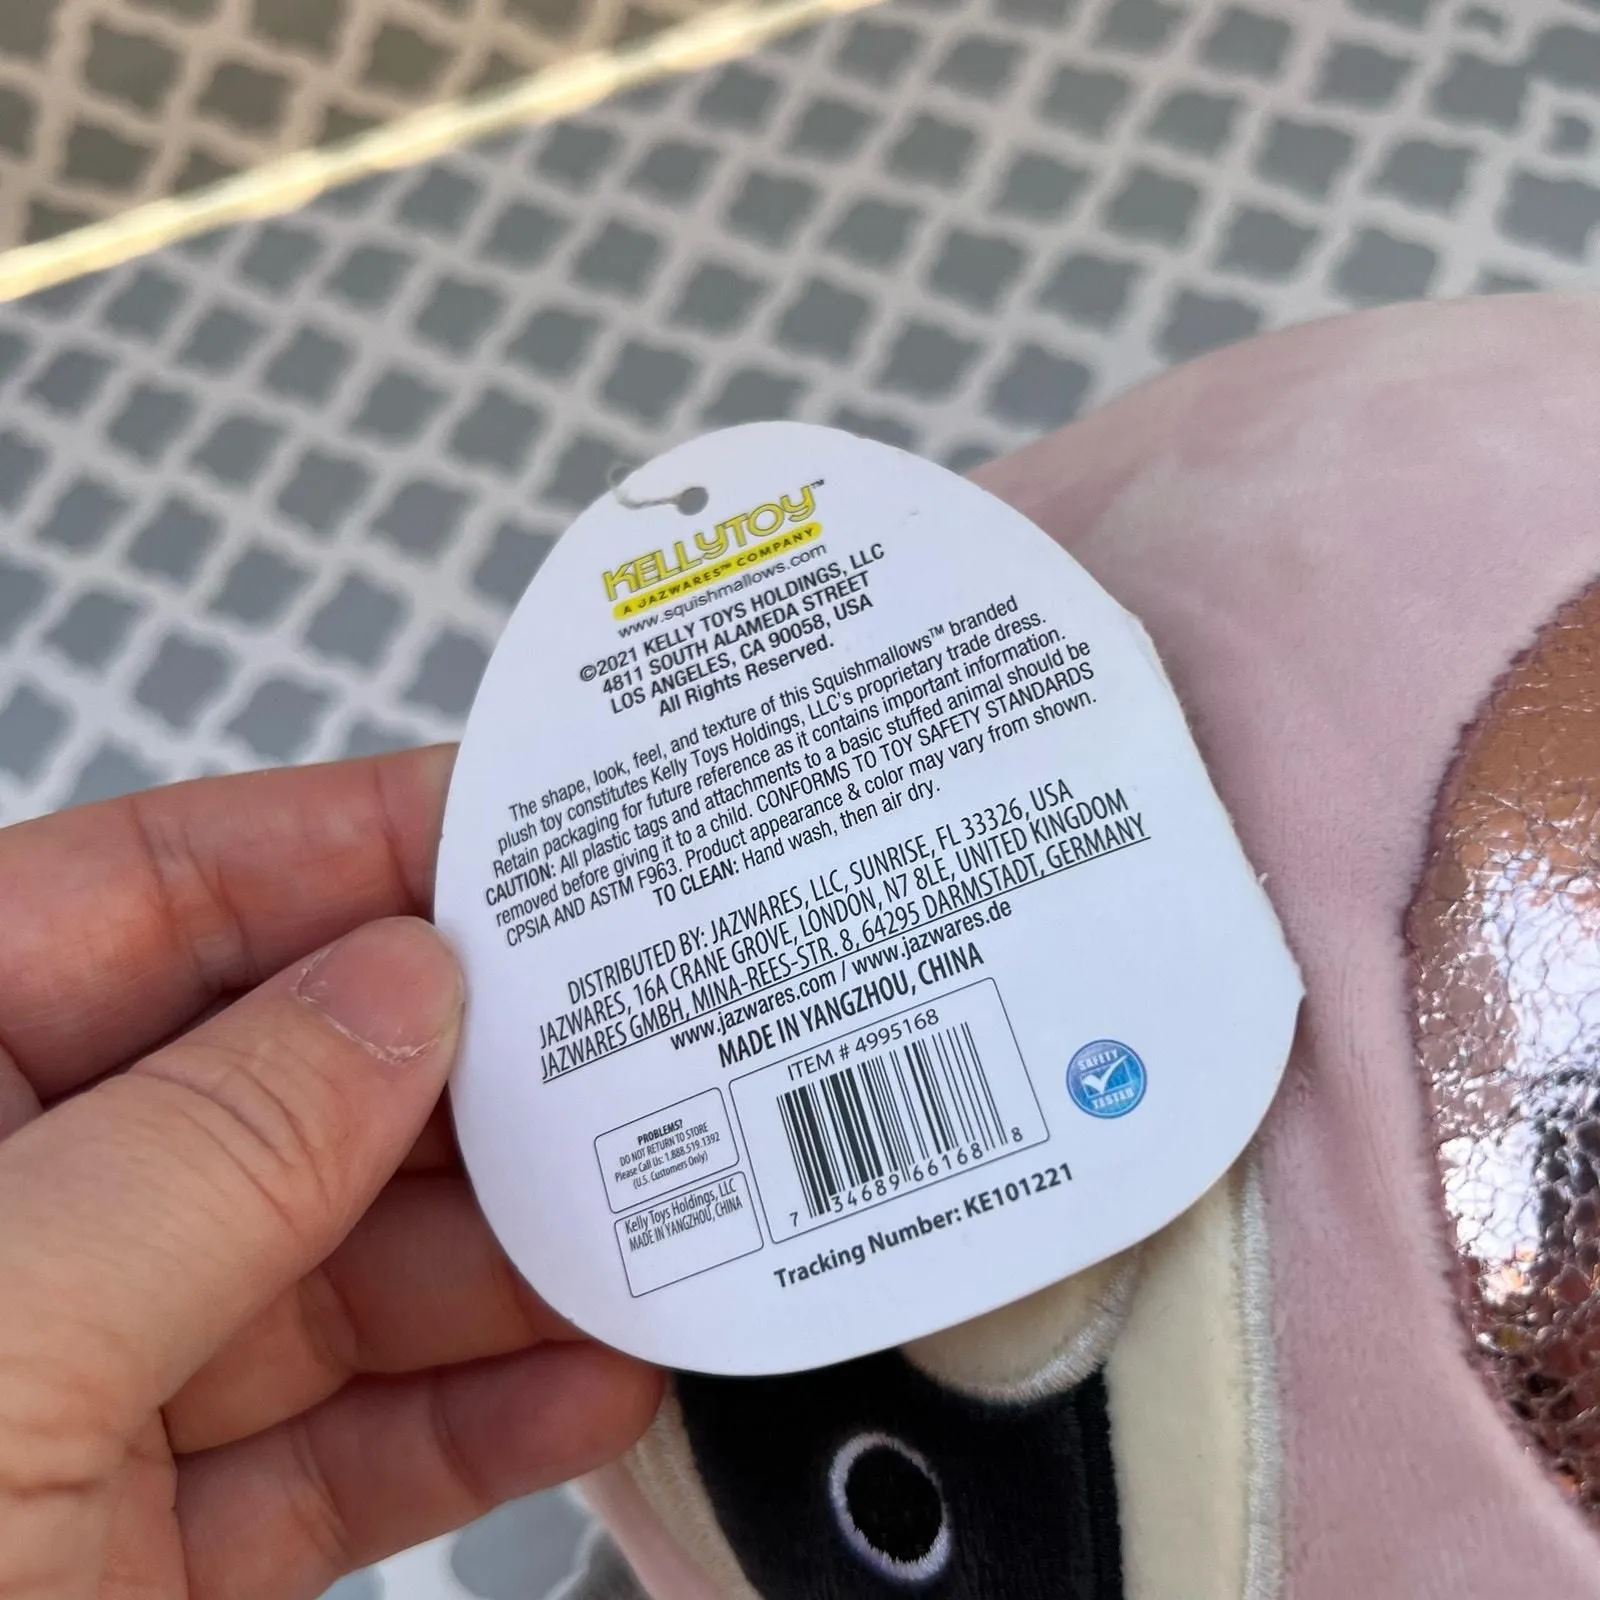 KELLYTOY™
A JAZWARES™ COMPANY
www.squishmallows.com
©2021 KELLY TOYS HOLDINGS, LLC
4811 SOUTH ALAMEDA STREET
LOS ANGELES, CA 90058, USA
All Rights Reserved.
The shape, look, feel, and texture of this Squishmallows™ branded
plush toy constitutes Kelly Toys Holdings, LLC's proprietary trade dress.
Retain packaging for future reference as it contains important information.
CAUTION: All plastic tags and attachments to a basic stuffed animal should be
removed before giving it to a child. CONFORMS TO TOY SAFETY STANDARDS
CPSIA AND ASTM F963. Product appearance & color may vary from shown.
TO CLEAN: Hand wash, then air dry.
DISTRIBUTED BY: JAZWARES, LLC, SUNRISE, FL 33326, USA
JAZWARES, 16A CRANE GROVE, LONDON, N7 8LE, UNITED KINGDOM
JAZWARES GMBH, MINA-REES-STR. 8, 64295 DARMSTADT, GERMANY
www.jazwares.com / www.jazwares.de
MADE IN YANGZHOU, CHINA
ITEM # 4995168
7 34689 66168 8
PROBLEMS?
DO NOT RETURN TO STORE
Please Call Us: 1.888.519.1392
(U.S. Customers Only)
Kelly Toys Holdings, LLC
MADE IN YANGZHOU, CHINA
SAFETY
TESTED
Tracking Number: KE101221